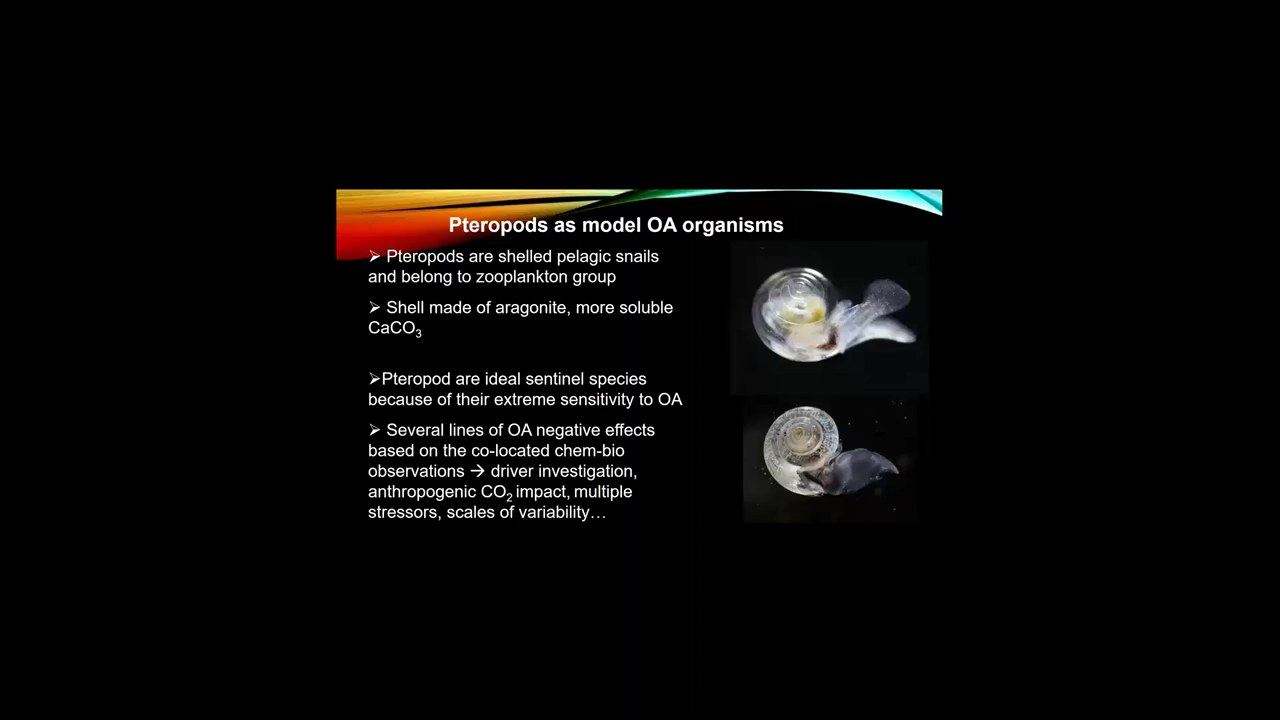 Pteropods as model OA organisms
➢ Pteropods are shelled pelagic snails
and belong to zooplankton group
➢ Shell made of aragonite, more soluble
CaCO₃
➢Pteropod are ideal sentinel species
because of their extreme sensitivity to OA
➢ Several lines of OA negative effects
based on the co-located chem-bio
observations → driver investigation,
anthropogenic CO₂ impact, multiple
stressors, scales of variability…